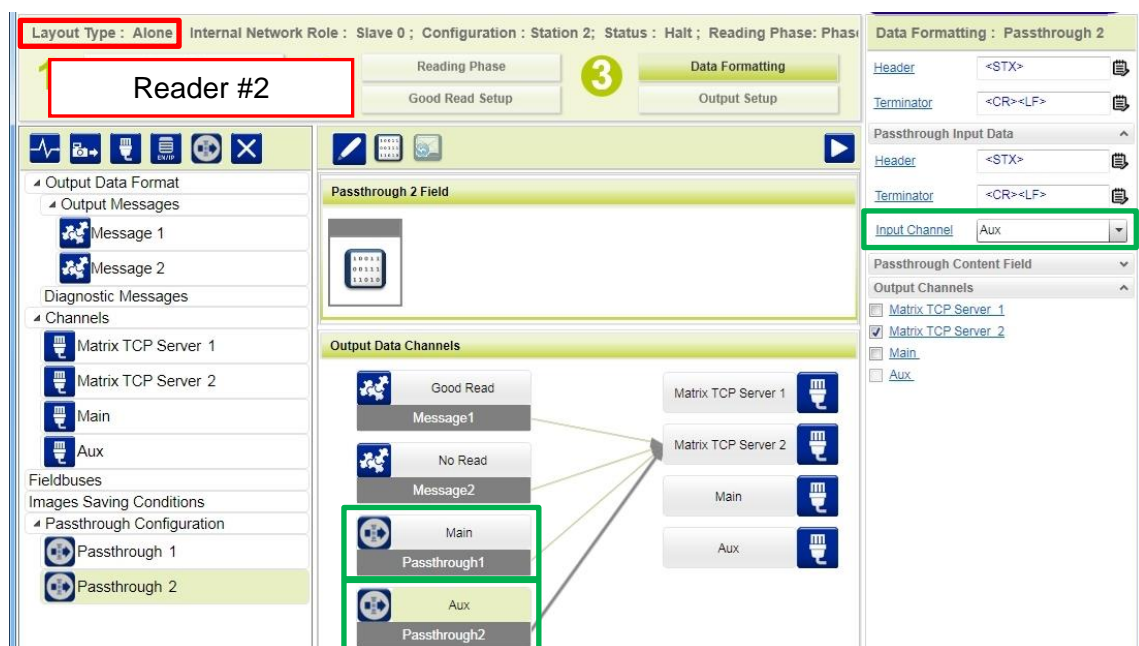 Layout Type : Alone Internal Network Role : Slave 0 ; Configuration : Station 2; Status : Halt ; Reading Phase: Phas
Reader #2
Reading Phase
Good Read Setup
3
Data Formatting
Output Setup
EN/IP
Output Data Format
Output Messages
Message 1
Message 2
Diagnostic Messages
Channels
Matrix TCP Server 1
Matrix TCP Server 2
Main
Aux
Fieldbuses
Images Saving Conditions
Passthrough Configuration
Passthrough 1
Passthrough 2
Passthrough 2 Field
10011
00111
11010
Output Data Channels
Good Read
Message1
No Read
Message2
Main
Passthrough1
Aux
Passthrough2
Matrix TCP Server 1
Matrix TCP Server 2
Main
Aux
Data Formatting : Passthrough 2
Header <STX>
Terminator <CR><LF>
Passthrough Input Data
Header <STX>
Terminator <CR><LF>
Input Channel Aux
Passthrough Content Field
Output Channels
Matrix TCP Server 1
Matrix TCP Server 2
Main
Aux